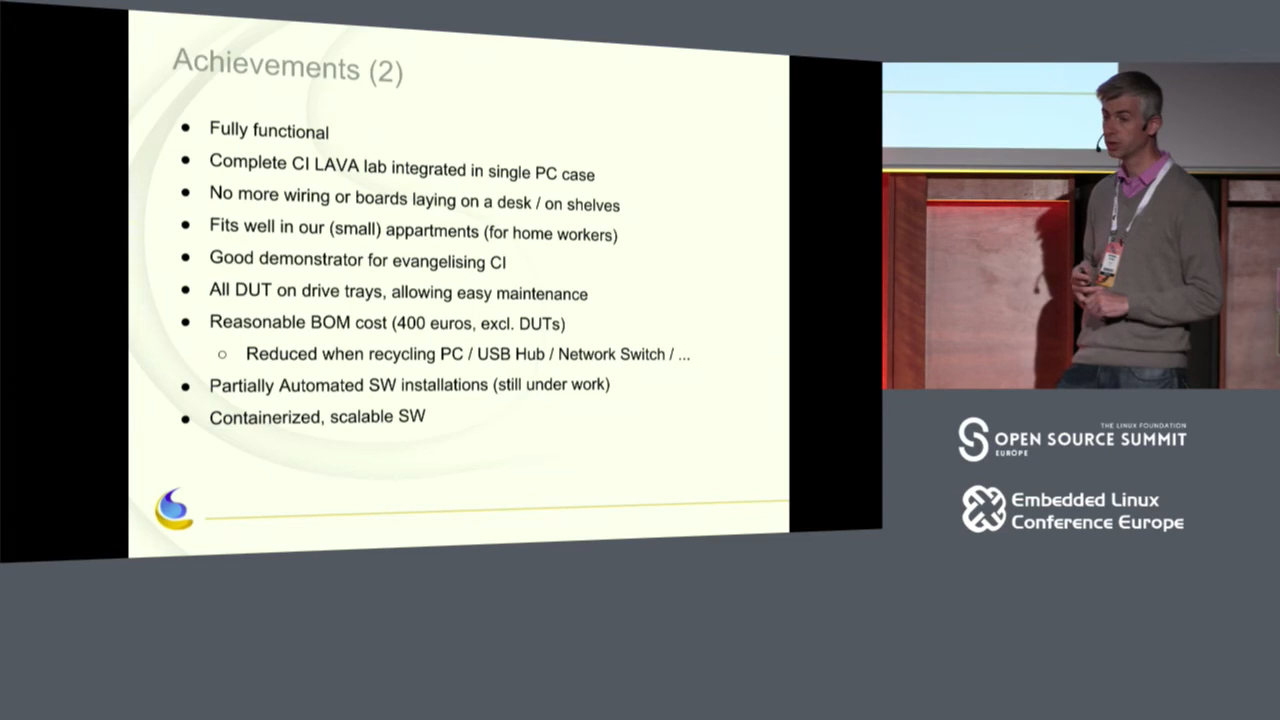 Achievements (2)
● Fully functional
● Complete CI LAVA lab integrated in single PC case
● No more wiring or boards laying on a desk / on shelves
● Fits well in our (small) appartments (for home workers)
● Good demonstrator for evangelising CI
● All DUT on drive trays, allowing easy maintenance
● Reasonable BOM cost (400 euros, excl. DUTs)
○ Reduced when recycling PC / USB Hub / Network Switch / ...
● Partially Automated SW installations (still under work)
● Containerized, scalable SW
THE LINUX FOUNDATION
OPEN SOURCE SUMMIT
EUROPE
Embedded Linux
Conference Europe